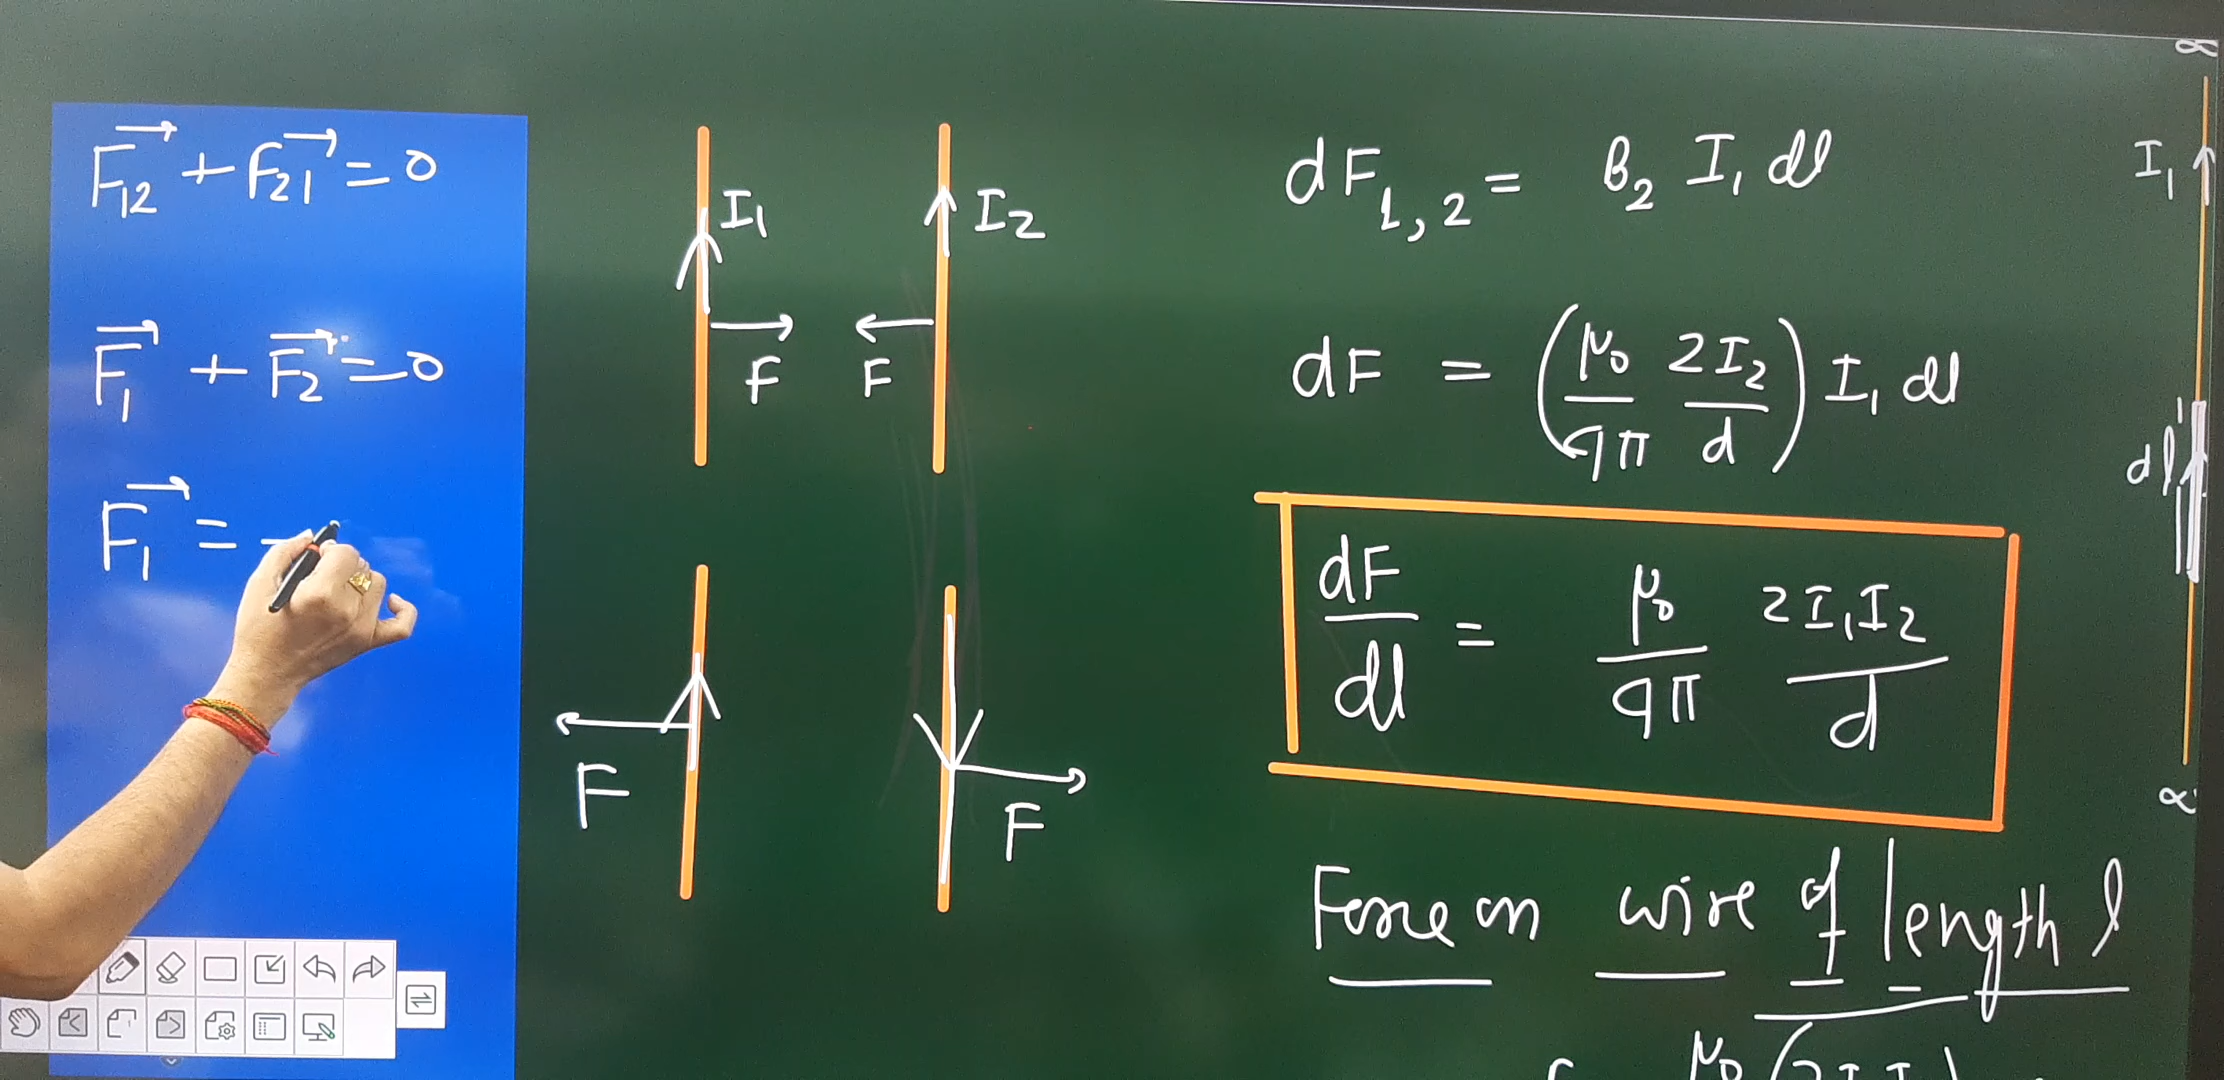 F₁₂ + F₂₁ = 0
F₁ + F₂ = 0
F₁ = -
I₁
I₂
F
F
F
F
dF₁,₂ = B₂ I₁ dl
dF = (μ₀/4π 2I₂/d) I₁ dl
dF/dl = μ₀/4π 2I₁I₂/d
Force on wire of length l
μ₀
∞
I₁
dl
∞